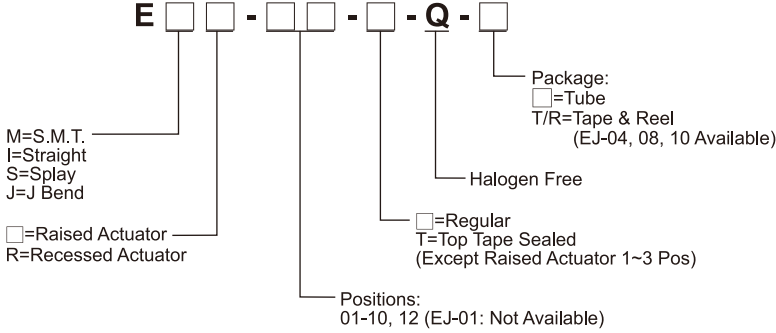 E□□-□□-□-Q-□
Package:
□=Tube
T/R=Tape & Reel
(EJ-04, 08, 10 Available)
M=S.M.T.
I=Straight
S=Splay
J=J Bend
Halogen Free
□=Raised Actuator
R=Recessed Actuator
□=Regular
T=Top Tape Sealed
(Except Raised Actuator 1~3 Pos)
Positions:
01-10, 12 (EJ-01: Not Available)